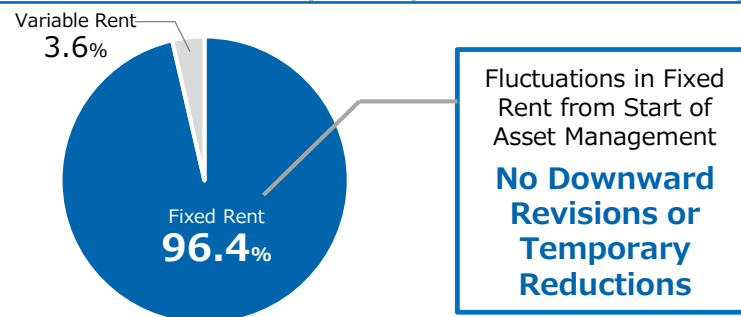 Variable Rent
3.6%
Fixed Rent
96.4%
Fluctuations in Fixed
Rent from Start of
Asset Management
No Downward
Revisions or
Temporary
Reductions